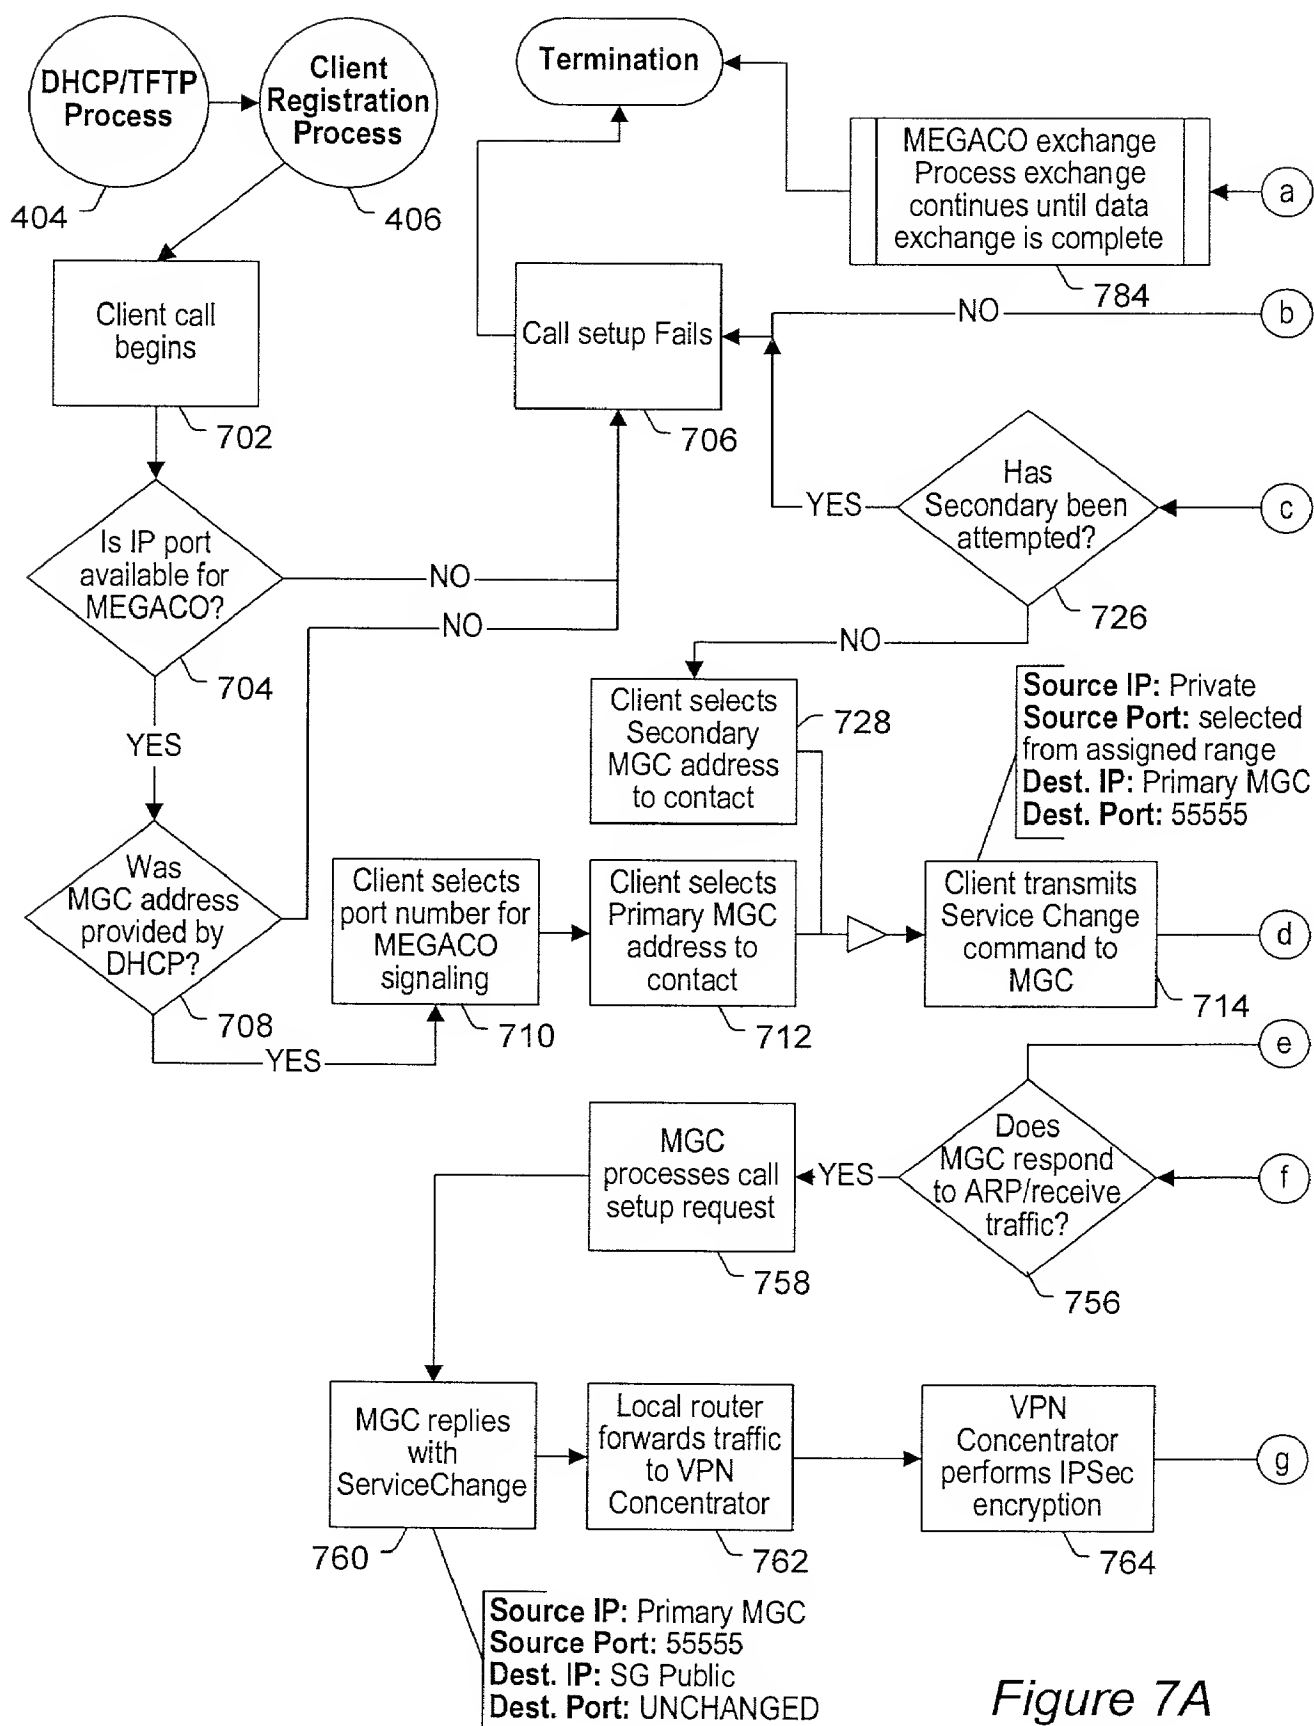 DHCP/TFTP
Process
404
Client
Registration
Process
406
Termination
MEGACO exchange
Process exchange
continues until data
exchange is complete
784
a
Client call
begins
702
Call setup Fails
706
NO
b
Is IP port
available for
MEGACO?
704
NO
YES
Has
Secondary been
attempted?
726
YES
c
NO
NO
Client selects
Secondary
MGC address
to contact
728
Source IP: Private
Source Port: selected
from assigned range
Dest. IP: Primary MGC
Dest. Port: 55555
Was
MGC address
provided by
DHCP?
708
YES
Client selects
port number for
MEGACO
signaling
710
Client selects
Primary MGC
address to
contact
712
Client transmits
Service Change
command to
MGC
714
d
e
MGC
processes call
setup request
758
YES
Does
MGC respond
to ARP/receive
traffic?
756
f
MGC replies
with
ServiceChange
760
Local router
forwards traffic
to VPN
Concentrator
762
VPN
Concentrator
performs IPSec
encryption
764
g
Source IP: Primary MGC
Source Port: 55555
Dest. IP: SG Public
Dest. Port: UNCHANGED
Figure 7A